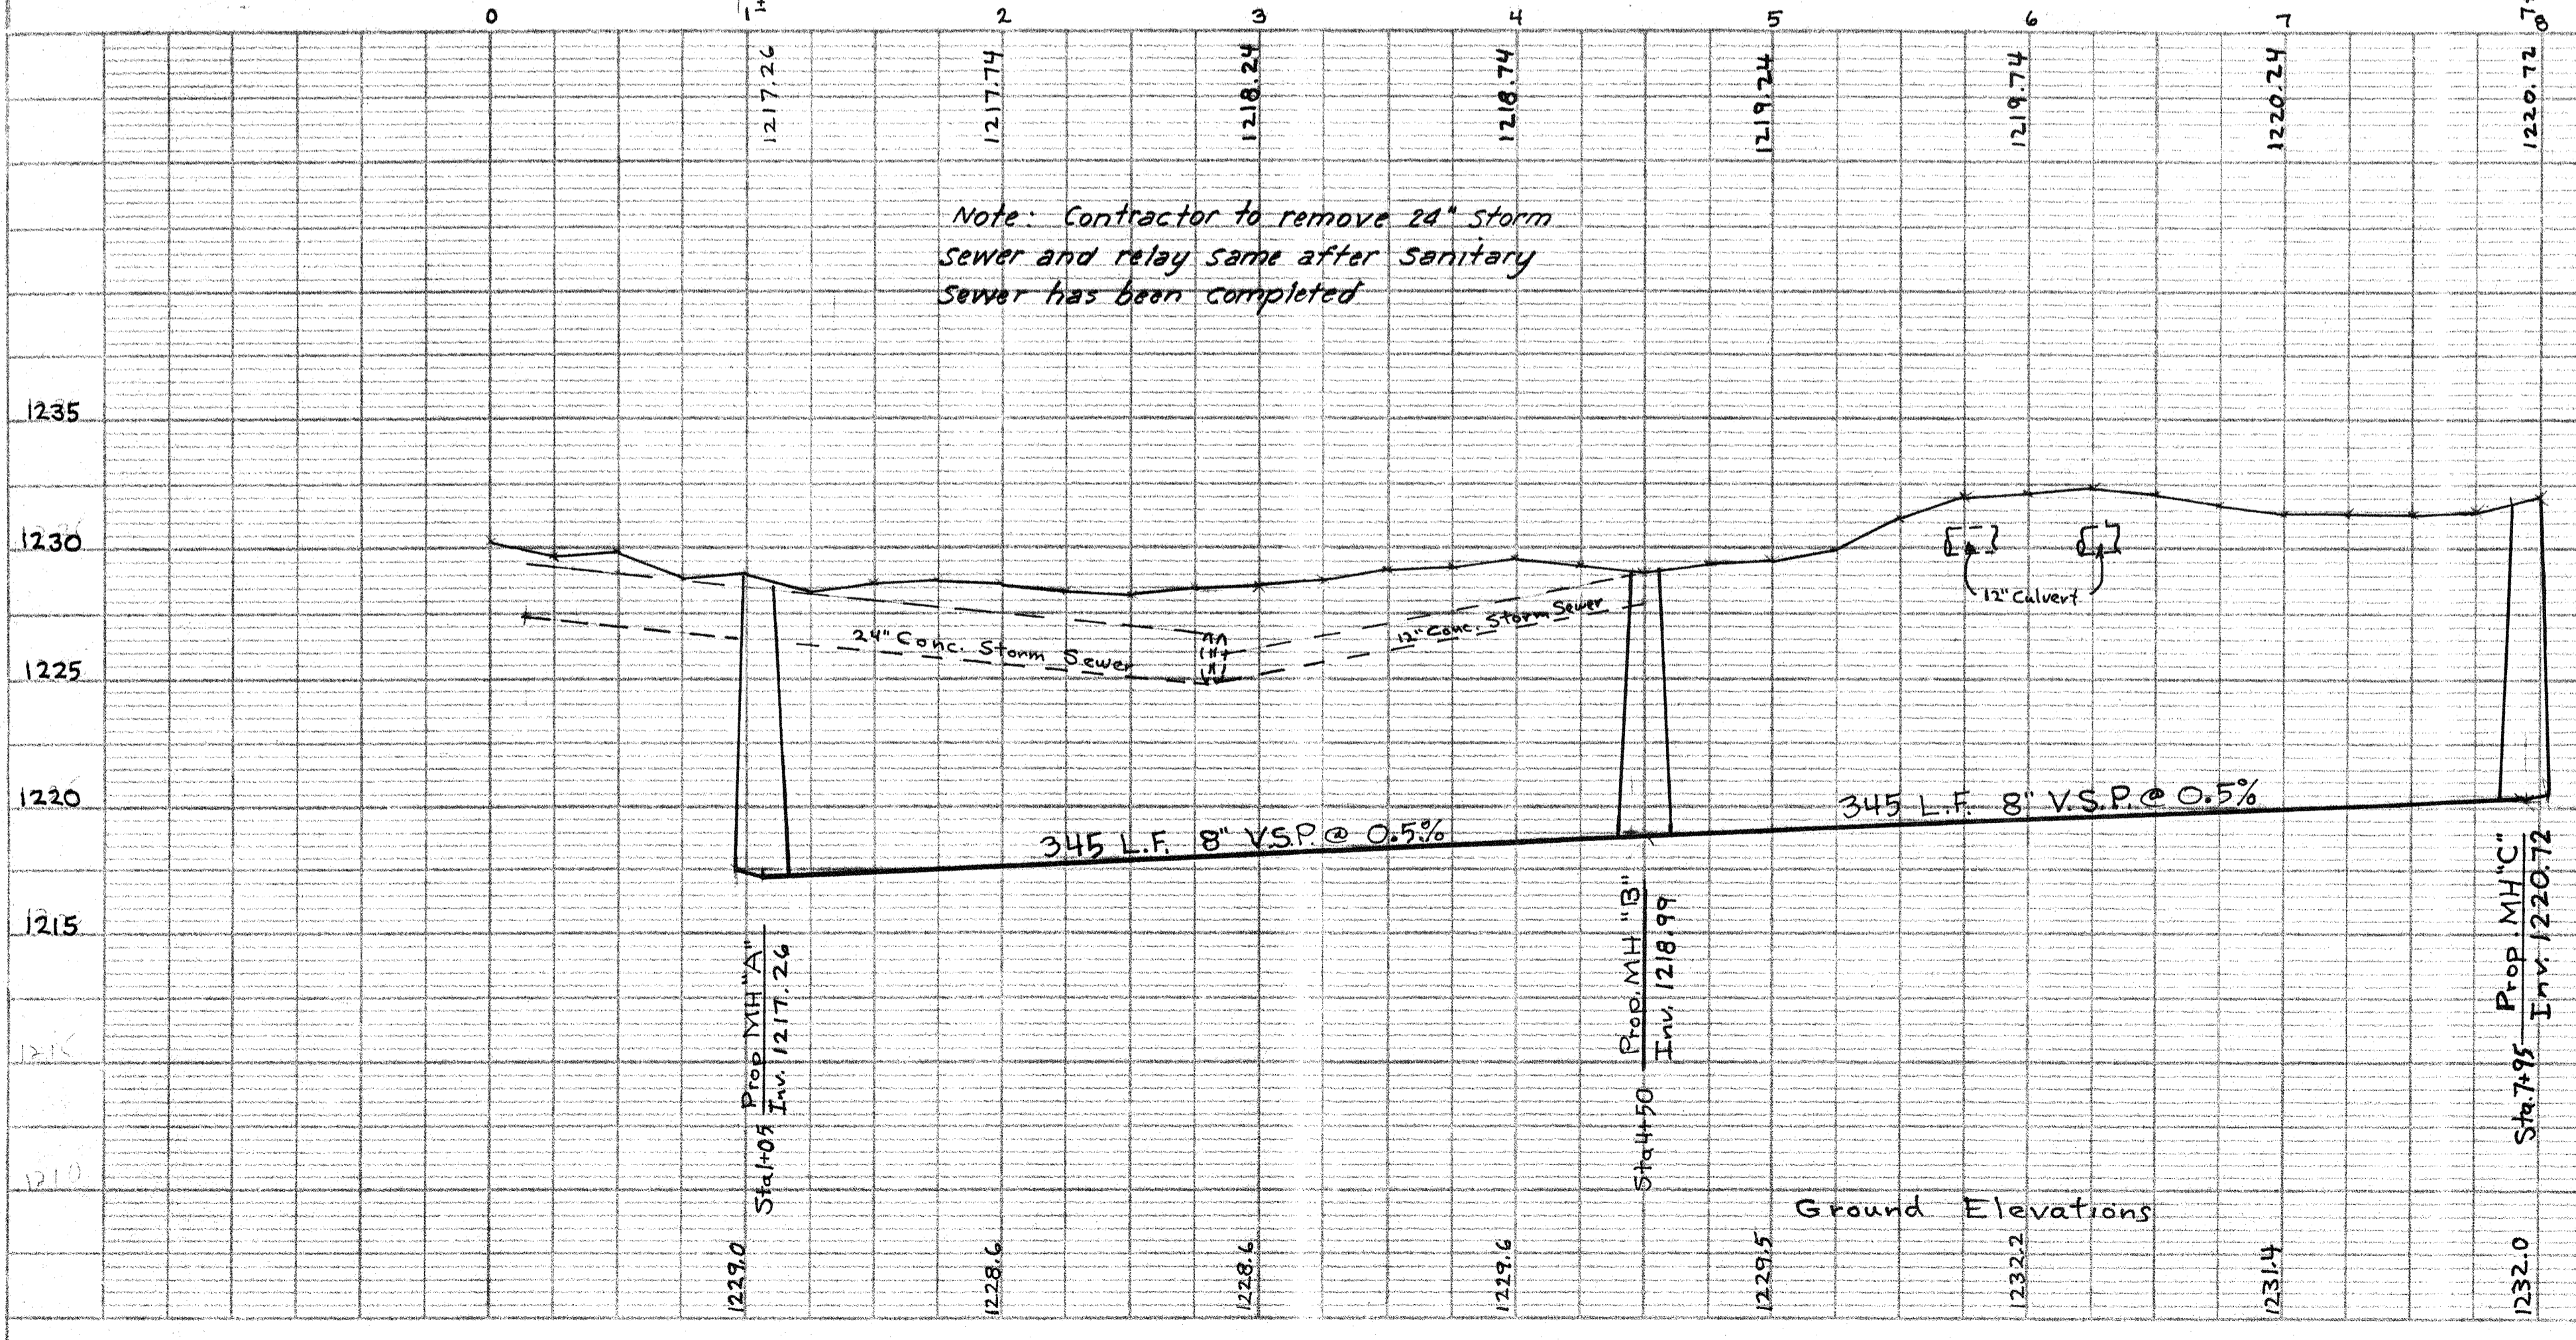 0 1 2 3 4 5 6 7 8
1217.26 1217.74 1218.24 1218.74 1219.24 1219.74 1220.24 1220.72
Note: Contractor to remove 24" storm
sewer and relay same after Sanitary
Sewer has been completed
1235
1230
12" Culvert
24" Conc. Storm Sewer
12" Conc. Storm Sewer
1225
1220
345 L.F. 8" V.S.P. @ 0.5%
345 L.F. 8" V.S.P. @ 0.5%
1215
Sta 1+05 Prop MH "A"
Inv. 1217.26
Sta 4+50 Prop. MH "B"
Inv. 1218.99
Sta. 7+95 Prop. MH "C"
Inv. 1220.72
1210
Ground Elevations
1229.0 1228.6 1228.6 1229.6 1229.5 1232.2 1231.4 1232.0